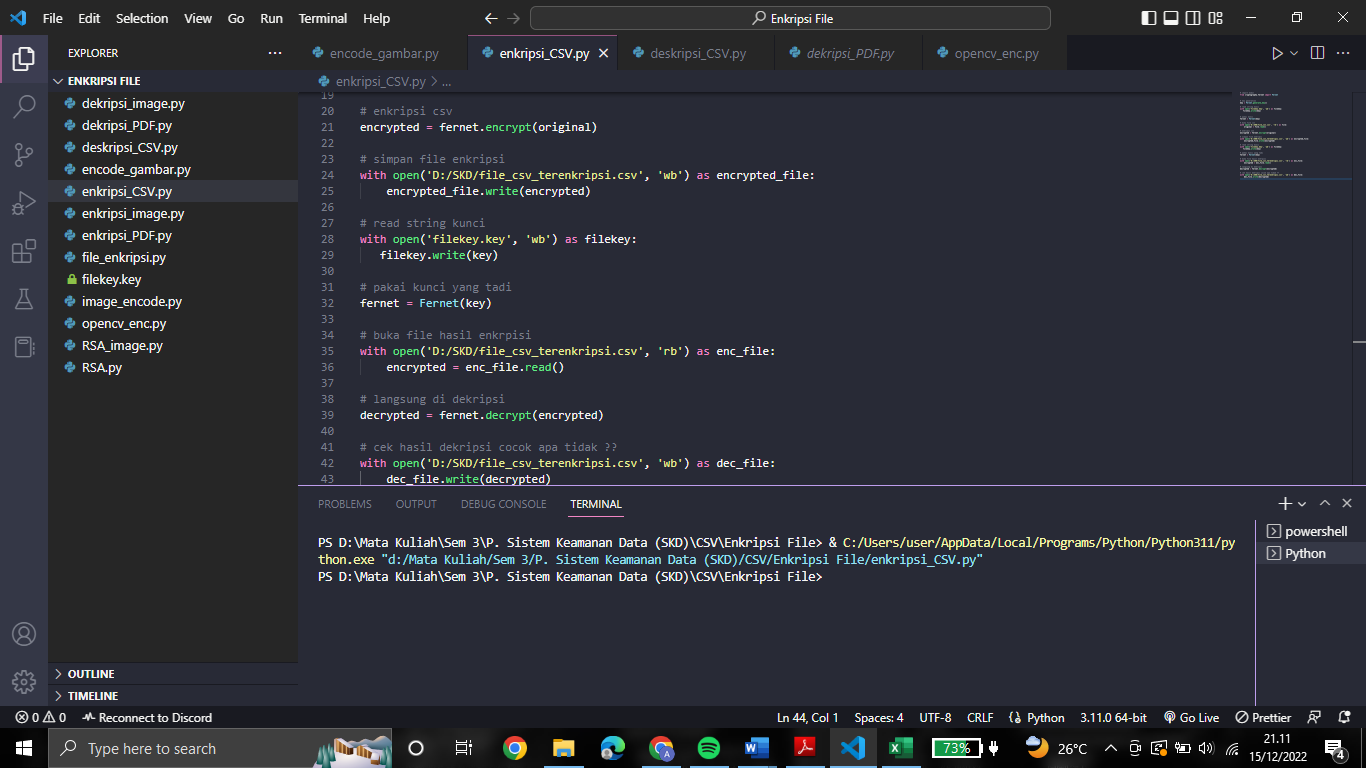 File Edit Selection View Go Run Terminal Help
Enkripsi File
EXPLORER
ENKRIPSI FILE
dekripsi_image.py
dekripsi_PDF.py
deskripsi_CSV.py
encode_gambar.py
enkripsi_CSV.py
enkripsi_image.py
enkripsi_PDF.py
file_enkripsi.py
filekey.key
image_encode.py
opencv_enc.py
RSA_image.py
RSA.py
OUTLINE
TIMELINE
encode_gambar.py enkripsi_CSV.py deskripsi_CSV.py dekripsi_PDF.py opencv_enc.py
enkripsi_CSV.py > ...
19
20 # enkripsi csv
21 encrypted = fernet.encrypt(original)
22
23 # simpan file enkripsi
24 with open('D:/SKD/file_csv_terenkripsi.csv', 'wb') as encrypted_file:
25 encrypted_file.write(encrypted)
26
27 # read string kunci
28 with open('filekey.key', 'wb') as filekey:
29 filekey.write(key)
30
31 # pakai kunci yang tadi
32 fernet = Fernet(key)
33
34 # buka file hasil enkrpisi
35 with open('D:/SKD/file_csv_terenkripsi.csv', 'rb') as enc_file:
36 encrypted = enc_file.read()
37
38 # langsung di dekripsi
39 decrypted = fernet.decrypt(encrypted)
40
41 # cek hasil dekripsi cocok apa tidak ??
42 with open('D:/SKD/file_csv_terenkripsi.csv', 'wb') as dec_file:
43 dec_file.write(decrypted)
PROBLEMS OUTPUT DEBUG CONSOLE TERMINAL
PS D:\Mata Kuliah\Sem 3\P. Sistem Keamanan Data (SKD)\CSV\Enkripsi File> & C:/Users/user/AppData/Local/Programs/Python/Python311/py
thon.exe "d:/Mata Kuliah/Sem 3/P. Sistem Keamanan Data (SKD)/CSV/Enkripsi File/enkripsi_CSV.py"
PS D:\Mata Kuliah\Sem 3\P. Sistem Keamanan Data (SKD)\CSV\Enkripsi File>
powershell
Python
0 0 Reconnect to Discord Ln 44, Col 1 Spaces: 4 UTF-8 CRLF Python 3.11.0 64-bit Go Live Prettier
Type here to search
73%
26°C
21.11
15/12/2022
4